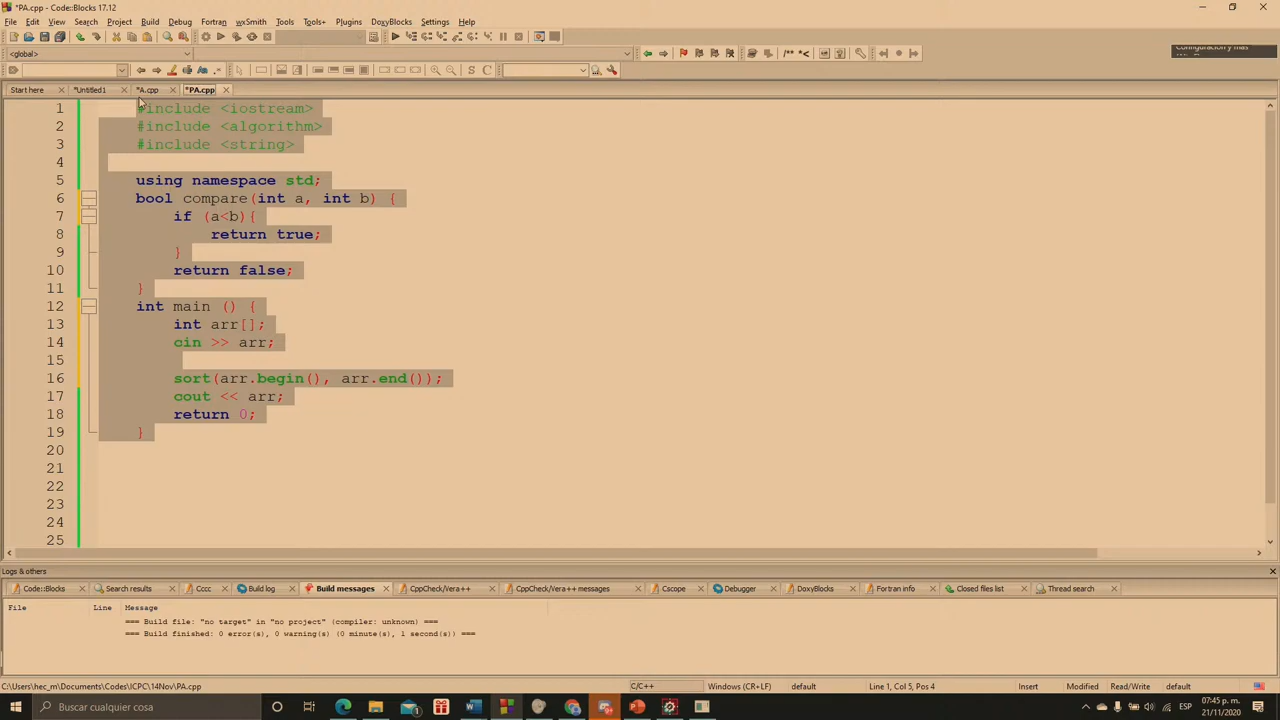 *PA.cpp - Code::Blocks 17.12
File Edit View Search Project Build Debug Fortran wxSmith Tools Tools+ Plugins DoxyBlocks Settings Help
<global>
Configuración y más
Start here *Untitled1 *A.cpp *PA.cpp
1 #include <iostream>
2 #include <algorithm>
3 #include <string>
4
5 using namespace std;
6 bool compare(int a, int b) {
7 if (a<b){
8 return true;
9 }
10 return false;
11 }
12 int main () {
13 int arr[];
14 cin >> arr;
15
16 sort(arr.begin(), arr.end());
17 cout << arr;
18 return 0;
19 }
20
21
22
23
24
25
Logs & others
Code::Blocks Search results Cccc Build log Build messages CppCheck/Vera++ CppCheck/Vera++ messages Cscope Debugger DoxyBlocks Fortran info Closed files list Thread search
File Line Message
=== Build file: "no target" in "no project" (compiler: unknown) ===
=== Build finished: 0 error(s), 0 warning(s) (0 minute(s), 1 second(s)) ===
C:\Users\hec_m\Documents\Codes\ICPC\14Nov\PA.cpp C/C++ Windows (CR+LF) default Line 1, Col 5, Pos 4 Insert Modified Read/Write default
Buscar cualquier cosa
ESP
07:45 p. m.
21/11/2020